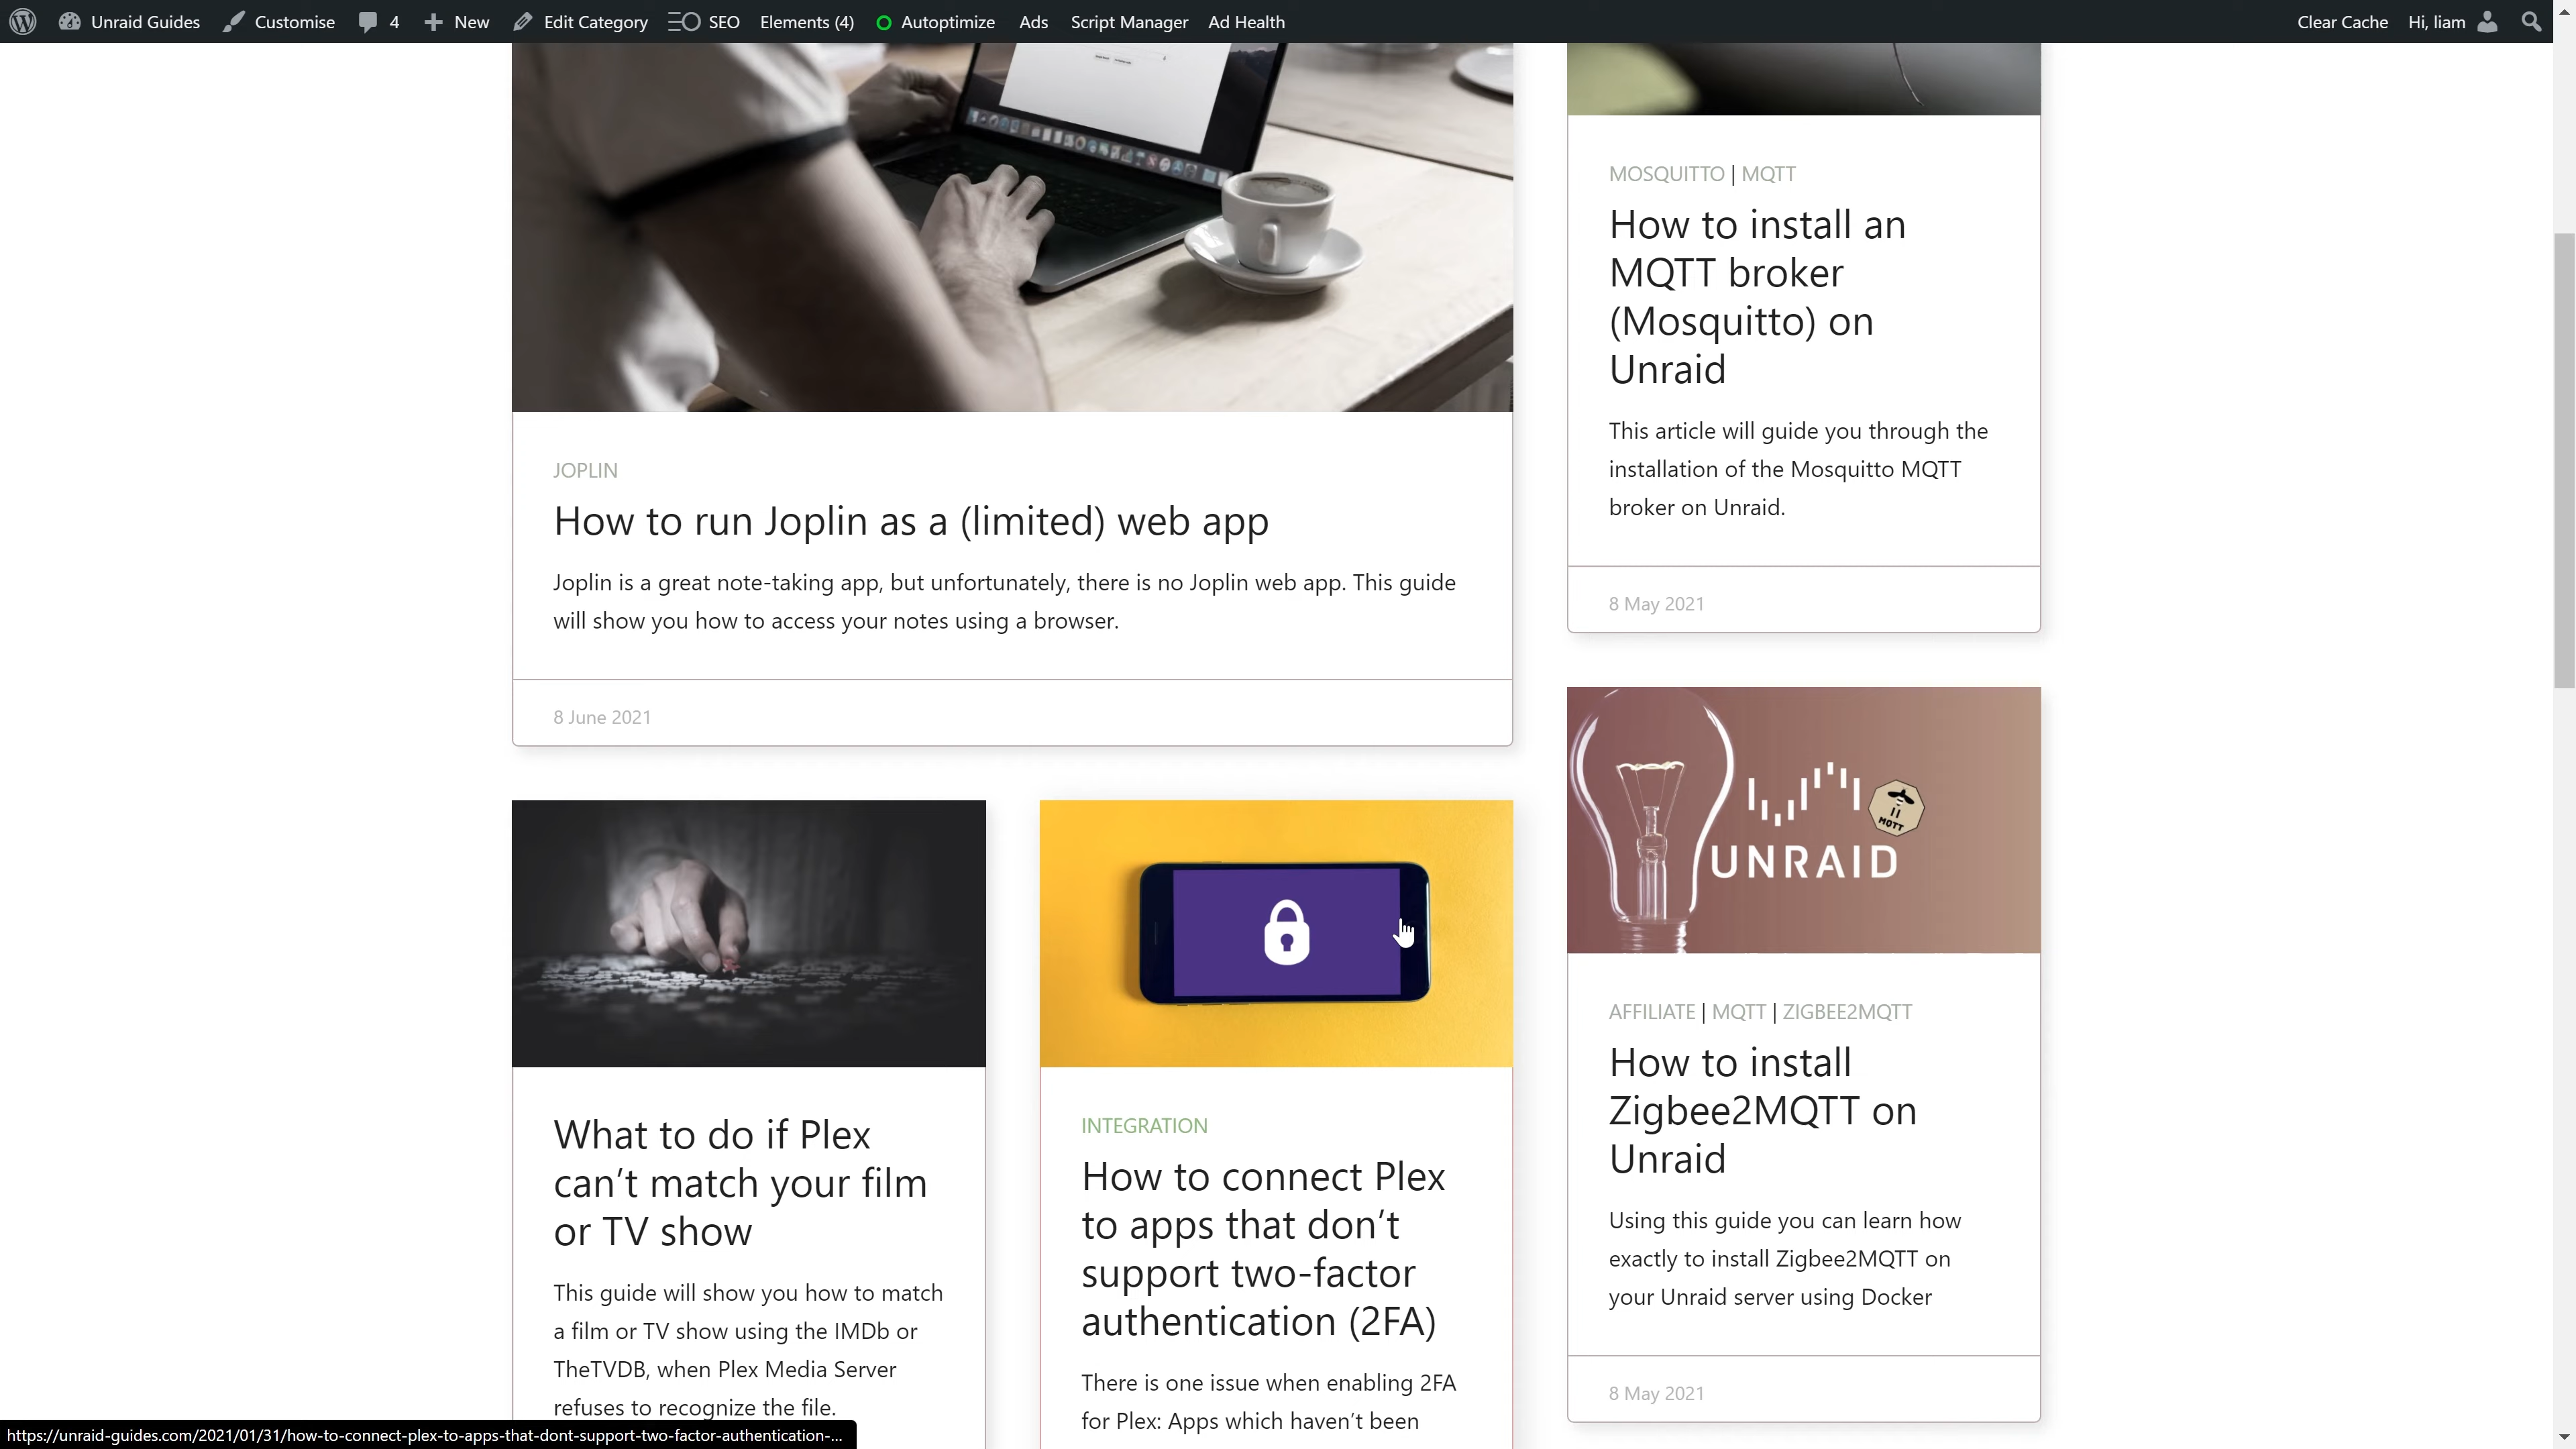 Unraid Guides Customise 4 New Edit Category SEO Elements (4) Autoptimize Ads Script Manager Ad Health Clear Cache Hi, liam
JOPLIN
How to run Joplin as a (limited) web app
Joplin is a great note-taking app, but unfortunately, there is no Joplin web app. This guide
will show you how to access your notes using a browser.
8 June 2021
MOSQUITTO | MQTT
How to install an
MQTT broker
(Mosquitto) on
Unraid
This article will guide you through the
installation of the Mosquitto MQTT
broker on Unraid.
8 May 2021
What to do if Plex
can’t match your film
or TV show
This guide will show you how to match
a film or TV show using the IMDb or
TheTVDB, when Plex Media Server
refuses to recognize the file.
INTEGRATION
How to connect Plex
to apps that don’t
support two-factor
authentication (2FA)
There is one issue when enabling 2FA
for Plex: Apps which haven’t been
MQTT
UNRAID
AFFILIATE | MQTT | ZIGBEE2MQTT
How to install
Zigbee2MQTT on
Unraid
Using this guide you can learn how
exactly to install Zigbee2MQTT on
your Unraid server using Docker
8 May 2021
https://unraid-guides.com/2021/01/31/how-to-connect-plex-to-apps-that-dont-support-two-factor-authentication-...